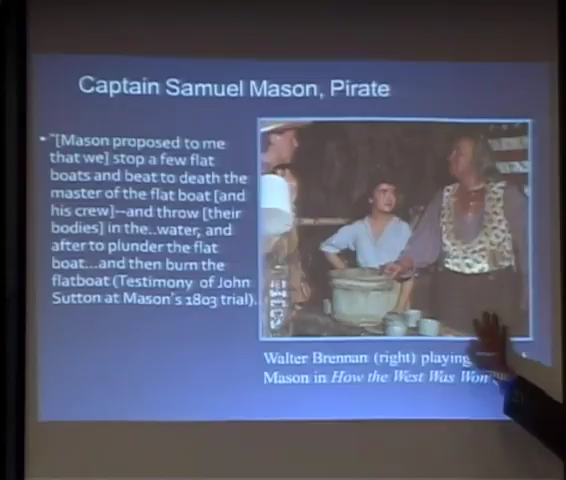 Captain Samuel Mason, Pirate
• "[Mason proposed to me
that we] stop a few flat
boats and beat to death the
master of the flat boat [and
his crew]--and throw [their
bodies] in the..water, and
after to plunder the flat
boat...and then burn the
flatboat (Testimony of John
Sutton at Mason's 1803 trial).
Walter Brennan (right) playing
Mason in How the West Was Won